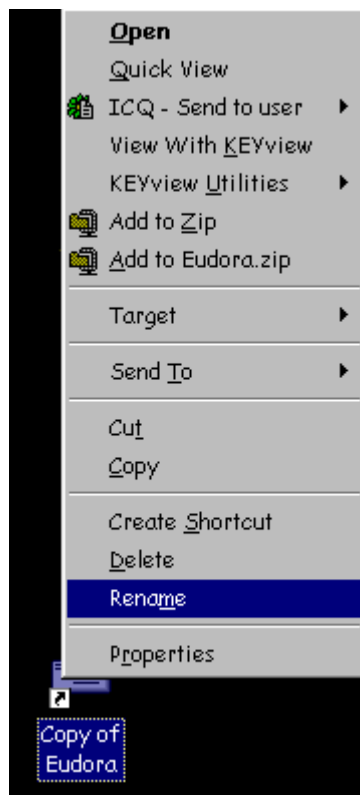 Open
Quick View
ICQ - Send to user
View With KEYview
KEYview Utilities
Add to Zip
Add to Eudora.zip
Target
Send To
Cut
Copy
Create Shortcut
Delete
Rename
Properties
Copy of
Eudora